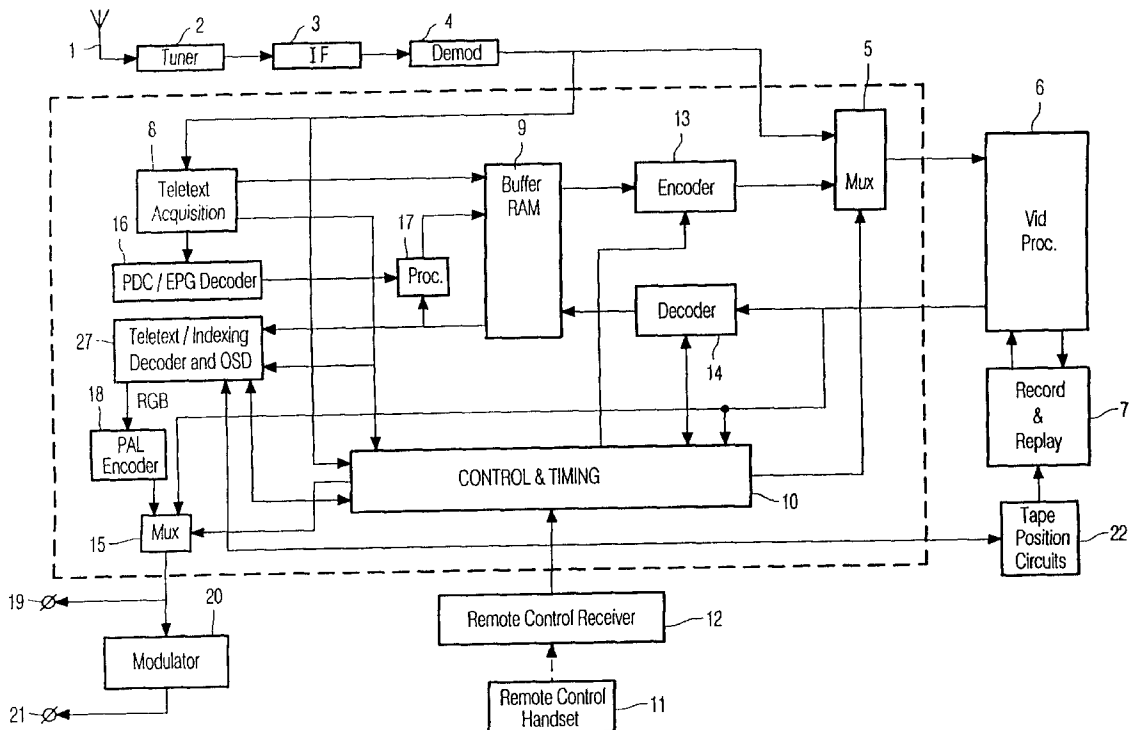 1
2
Tuner
3
IF
4
Demod
5
Mux
6
Vid
Proc.
8
Teletext
Acquisition
9
Buffer
RAM
13
Encoder
16
PDC / EPG Decoder
17
Proc.
Decoder
14
27
Teletext / Indexing
Decoder and OSD
RGB
18
PAL
Encoder
Record
&
Replay
7
CONTROL & TIMING
10
15
Mux
Tape
Position
Circuits
22
19
20
Modulator
21
Remote Control Receiver
12
Remote Control
Handset
11